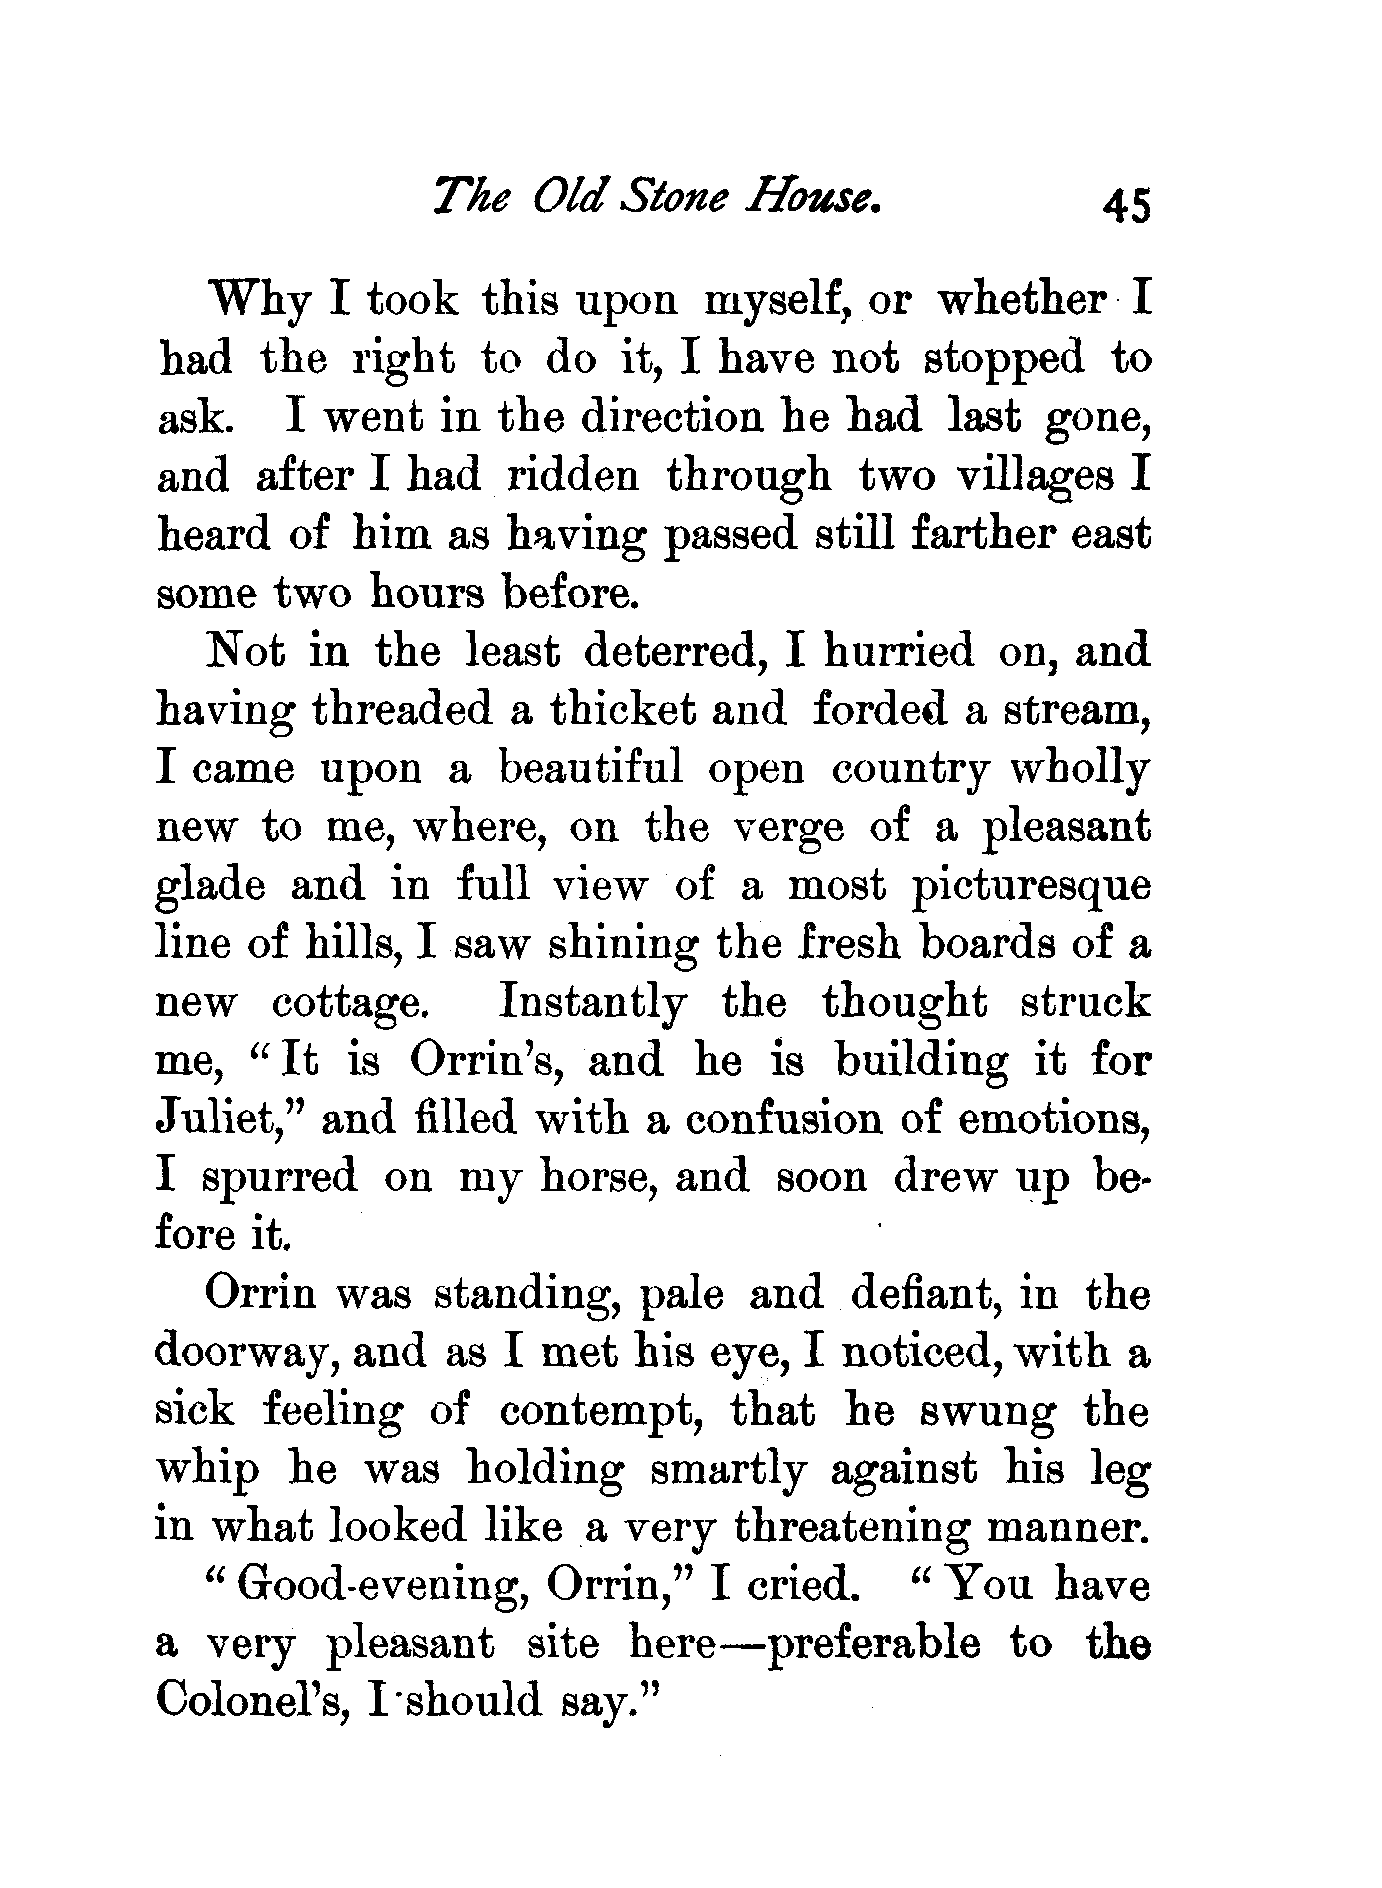 The Old Stone House. 45
Why I took this upon myself, or whether I
had the right to do it, I have not stopped to
ask. I went in the direction he had last gone,
and after I had ridden through two villages I
heard of him as having passed still farther east
some two hours before.
Not in the least deterred, I hurried on, and
having threaded a thicket and forded a stream,
I came upon a beautiful open country wholly
new to me, where, on the verge of a pleasant
glade and in full view of a most picturesque
line of hills, I saw shining the fresh boards of a
new cottage. Instantly the thought struck
me, "It is Orrin's, and he is building it for
Juliet," and filled with a confusion of emotions,
I spurred on my horse, and soon drew up be-
fore it.
Orrin was standing, pale and defiant, in the
doorway, and as I met his eye, I noticed, with a
sick feeling of contempt, that he swung the
whip he was holding smartly against his leg
in what looked like a very threatening manner.
"Good-evening, Orrin," I cried. "You have
a very pleasant site here—preferable to the
Colonel's, I should say."